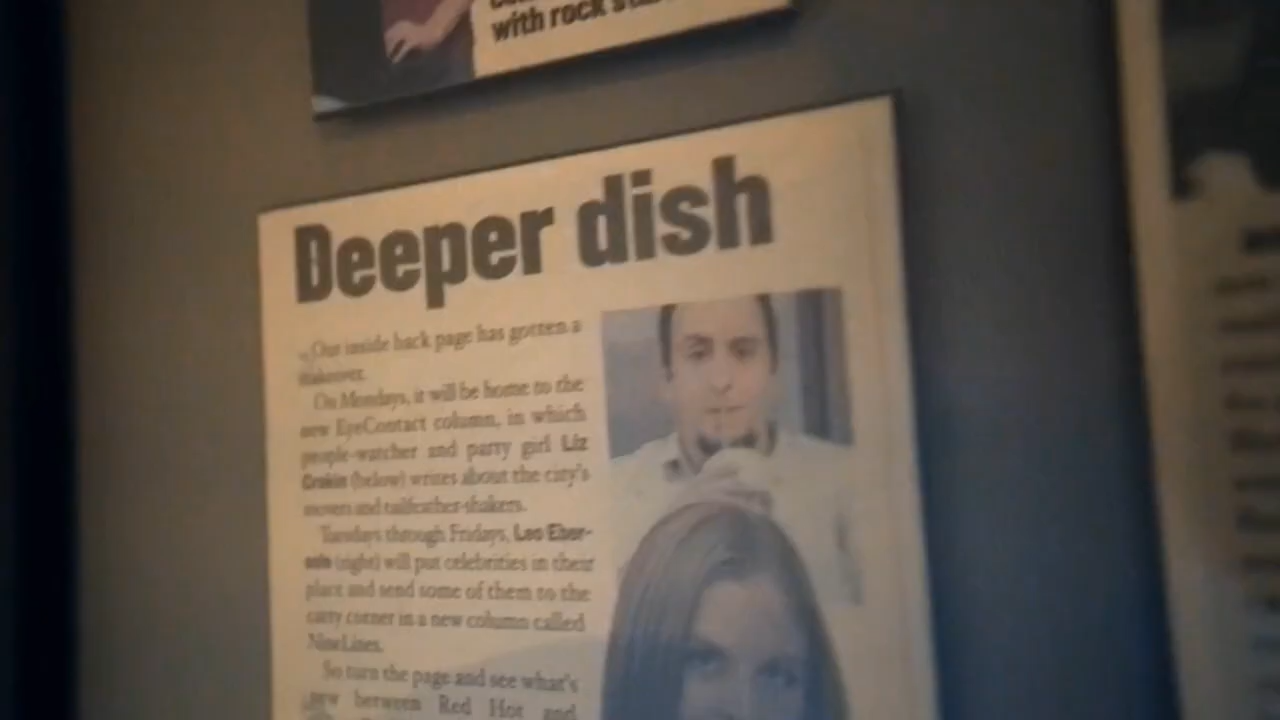 with rock
Deeper dish
Our inside back page has gotten a
makeover.
On Mondays, it will be home to the
new EyeContact column, in which
people-watcher and party girl Liz
Crokin (below) writes about the city's
movers and tailfeather-shakers.
Tuesdays through Fridays, Leo Eber-
(right) will put celebrities in their
place and send some of them to the
catty corner in a new column called
NineLines.
So turn the page and see what's
new between Red Hot and